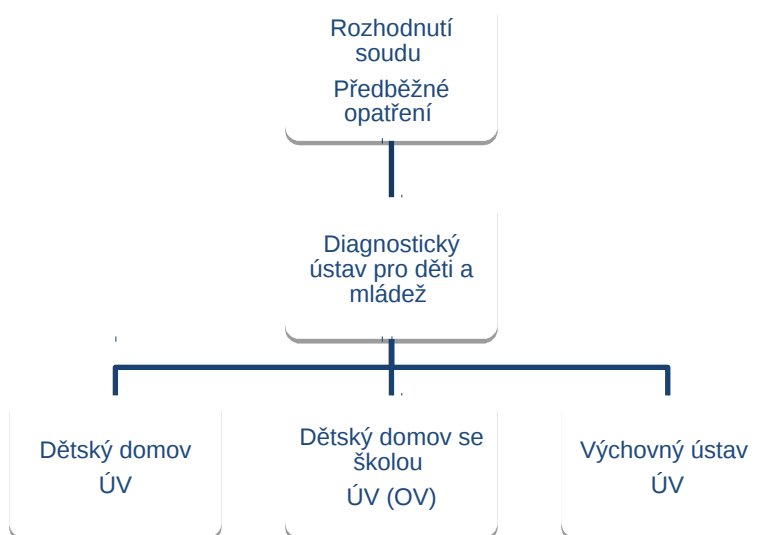 Rozhodnutí
soudu
Předběžné
opatření
Diagnostický
ústav pro děti a
mládež
Dětský domov
ÚV
Dětský domov se
školou
ÚV (OV)
Výchovný ústav
ÚV